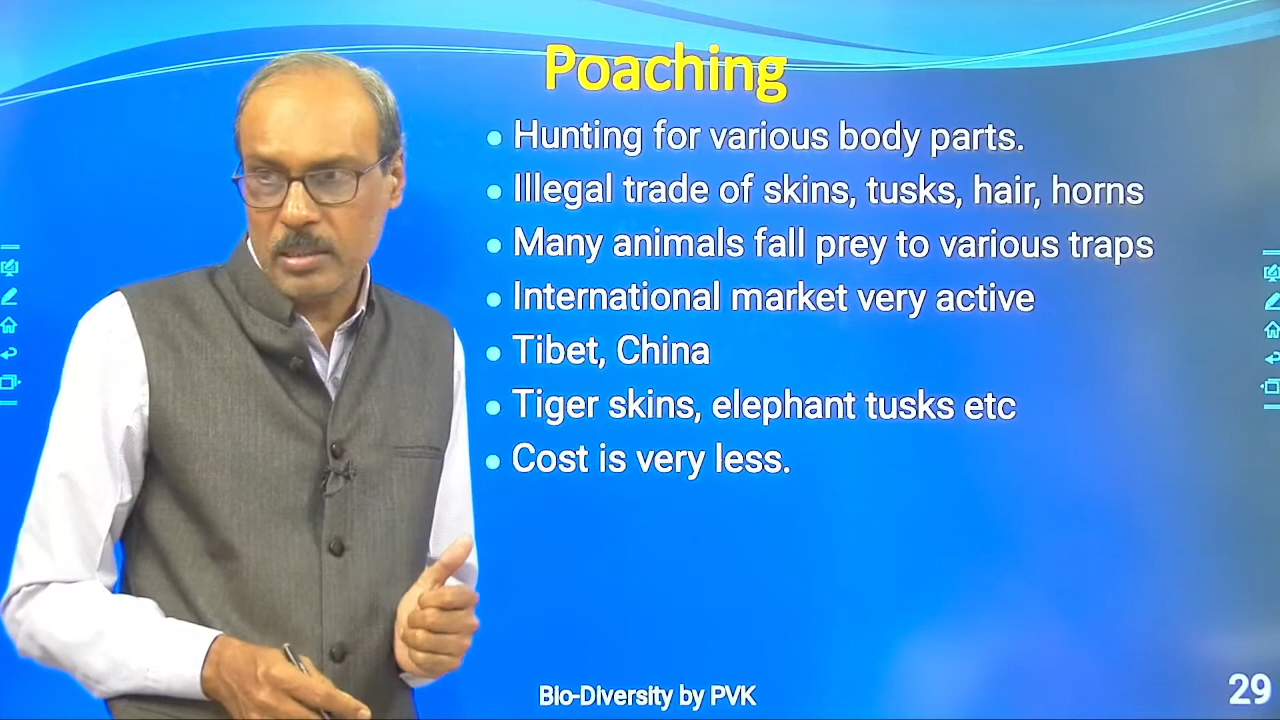 Poaching
Hunting for various body parts.
Illegal trade of skins, tusks, hair, horns
Many animals fall prey to various traps
International market very active
Tibet, China
Tiger skins, elephant tusks etc
Cost is very less.
Bio-Diversity by PVK
29